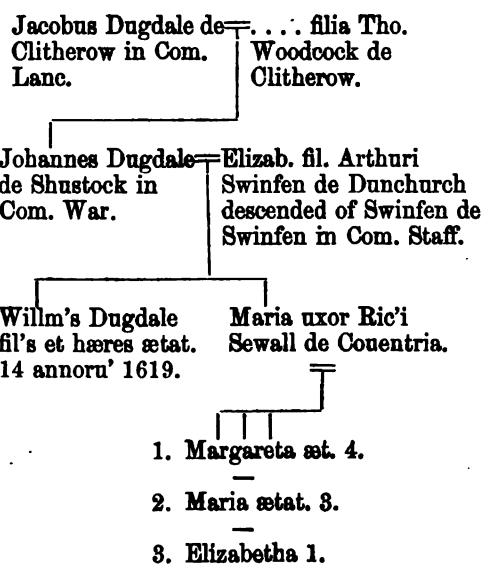 Jacobus Dugdale de
Clitherow in Com.
Lanc.
.... filia Tho.
Woodcock de
Clitherow.
Johannes Dugdale
de Shustock in
Com. War.
Elizab. fil. Arthuri
Swinfen de Dunchurch
descended of Swinfen de
Swinfen in Com. Staff.
Willm's Dugdale
fil's et hæres ætat.
14 annoru' 1619.
Maria uxor Ric'i
Sewall de Couentria.
1. Margareta æt. 4.
2. Maria ætat. 3.
3. Elizabetha 1.